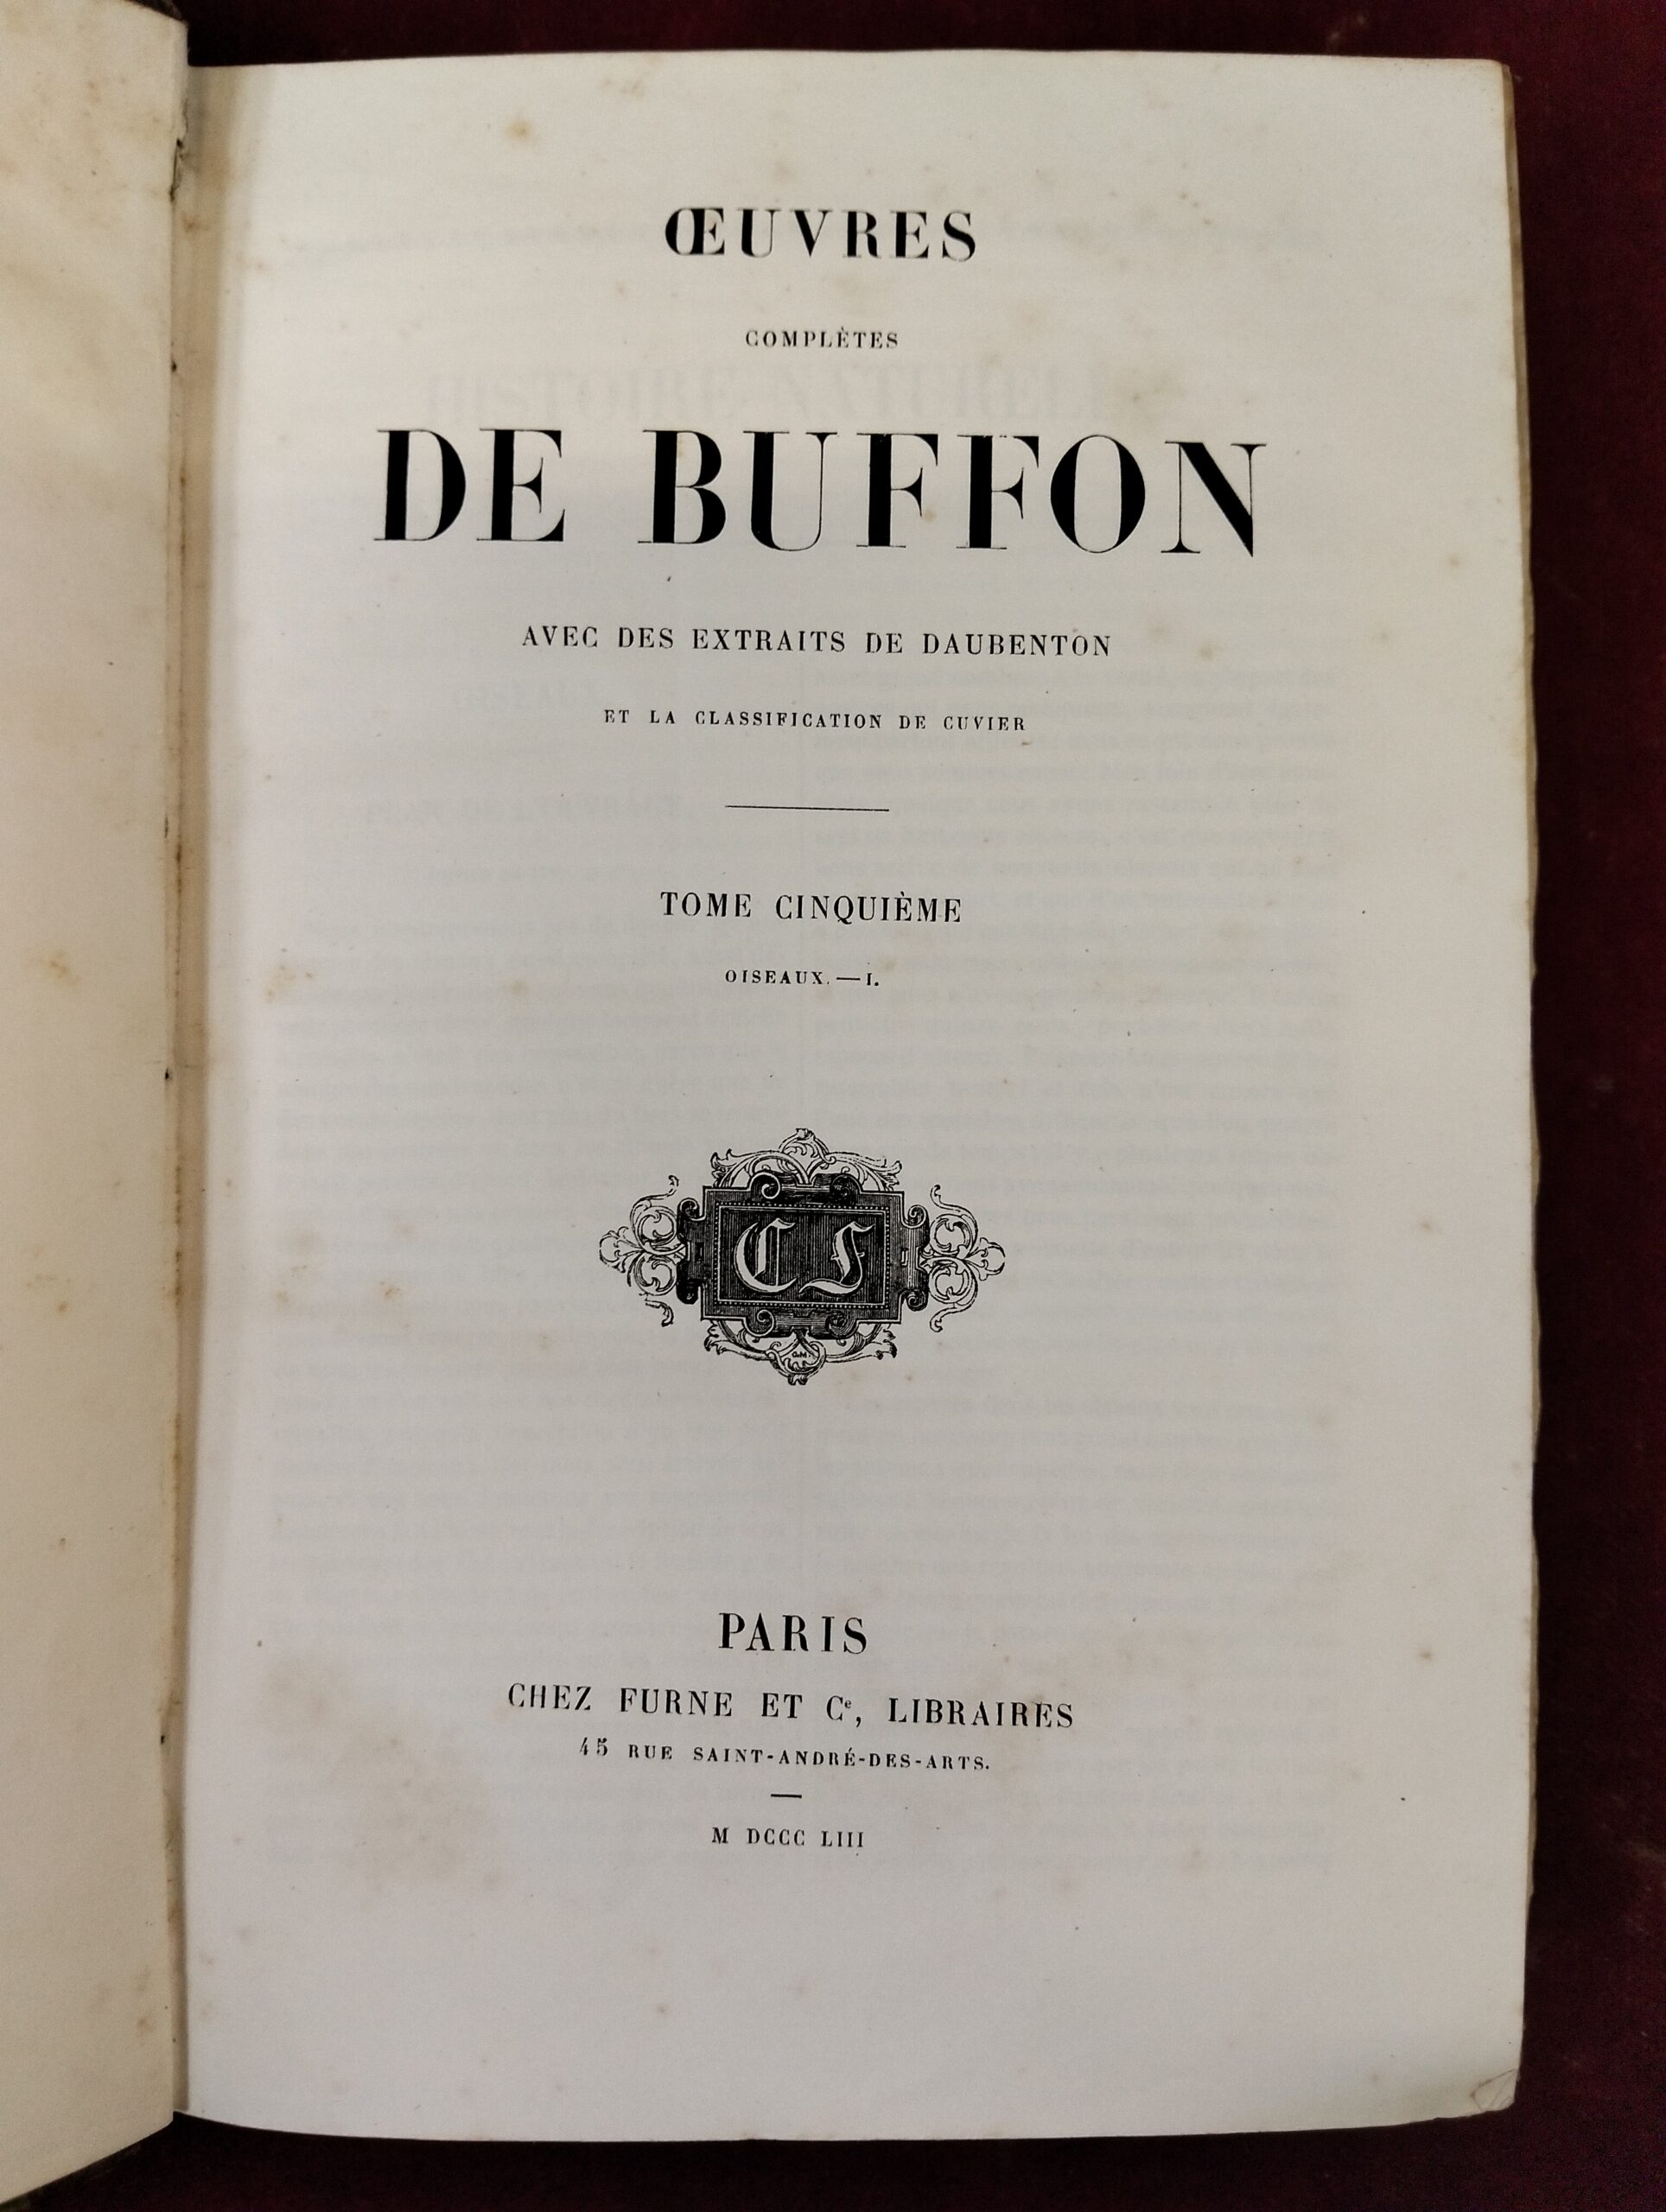 ŒUVRES
COMPLÈTES
DE BUFFON
AVEC DES EXTRAITS DE DAUBENTON
ET LA CLASSIFICATION DE CUVIER
TOME CINQUIÈME
OISEAUX.—I.
CF
PARIS
CHEZ FURNE ET Cᵉ, LIBRAIRES
45 RUE SAINT-ANDRÉ-DES-ARTS.
M DCCC LIII